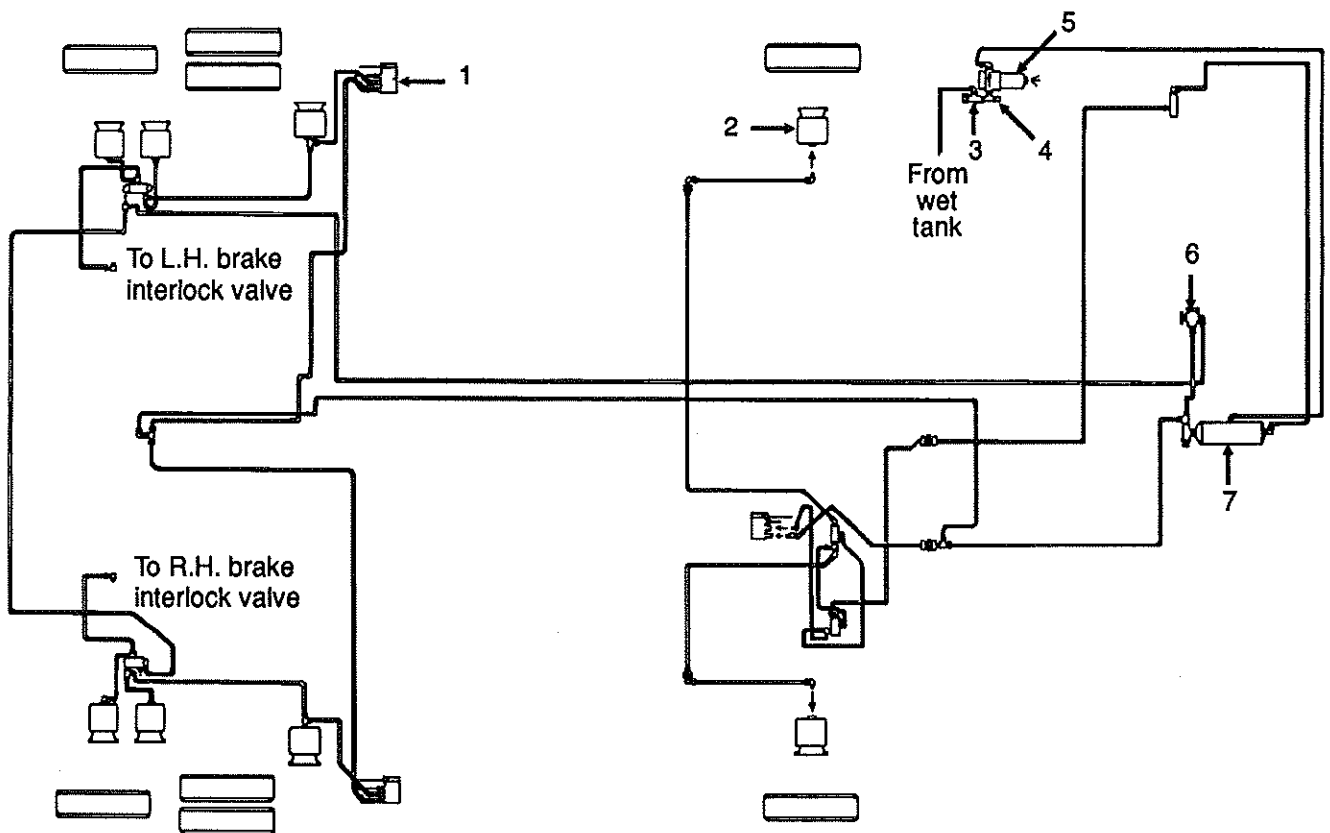 5
1
2
3
4
From
wet
tank
To L.H. brake
interlock valve
6
7
To R.H. brake
interlock valve